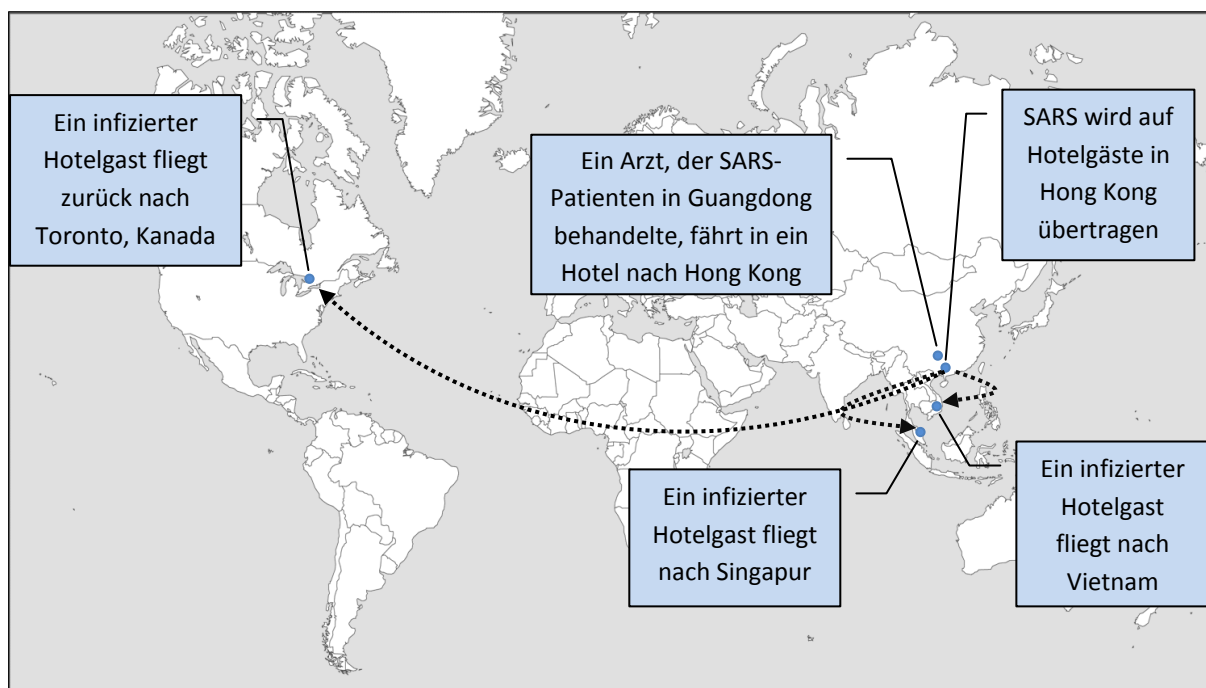 Ein infizierter
Hotelgast fliegt
zurück nach
Toronto, Kanada
Ein Arzt, der SARS-
Patienten in Guangdong
behandelte, fährt in ein
Hotel nach Hong Kong
SARS wird auf
Hotelgäste in
Hong Kong
übertragen
Ein infizierter
Hotelgast fliegt
nach Singapur
Ein infizierter
Hotelgast
fliegt nach
Vietnam